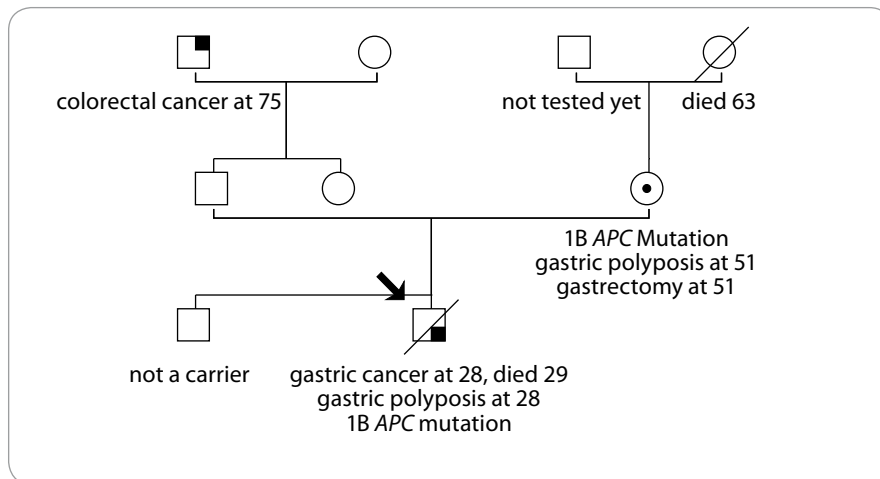 colorectal cancer at 75
not tested yet
died 63
1B APC Mutation
gastric polyposis at 51
gastrectomy at 51
not a carrier
gastric cancer at 28, died 29
gastric polyposis at 28
1B APC mutation